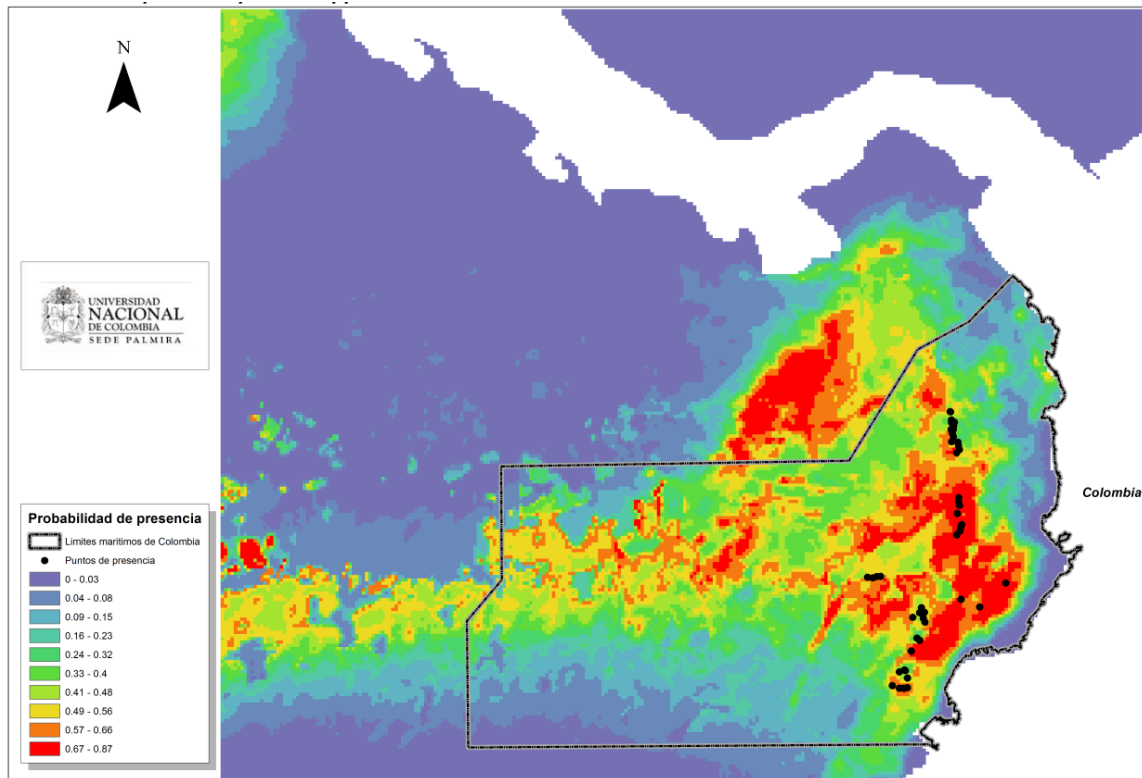 N
UNIVERSIDAD
NACIONAL
DE COLOMBIA
SEDE PALMIRA
Colombia
Probabilidad de presencia
Limites maritimos de Colombia
Puntos de presencia
0 - 0.03
0.04 - 0.08
0.09 - 0.15
0.16 - 0.23
0.24 - 0.32
0.33 - 0.4
0.41 - 0.48
0.49 - 0.56
0.57 - 0.66
0.67 - 0.87